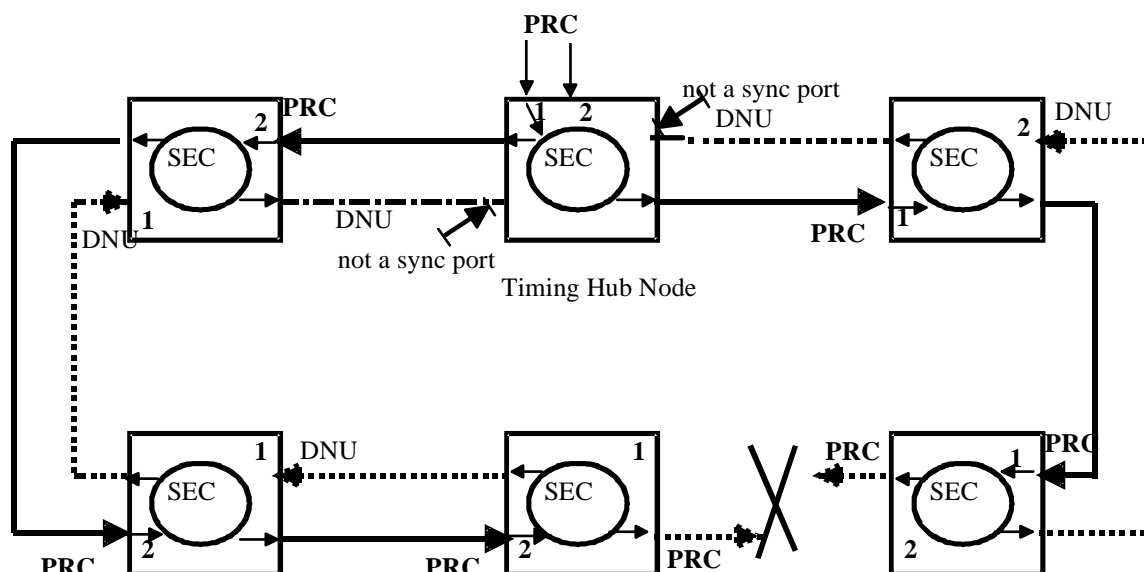 PRC
not a sync port
PRC 1 2 DNU DNU
2 2
SEC SEC SEC
1 DNU 1
DNU PRC
not a sync port
Timing Hub Node
1 DNU 1 PRC PRC
1
SEC SEC SEC
2 2 2
PRC PRC PRC